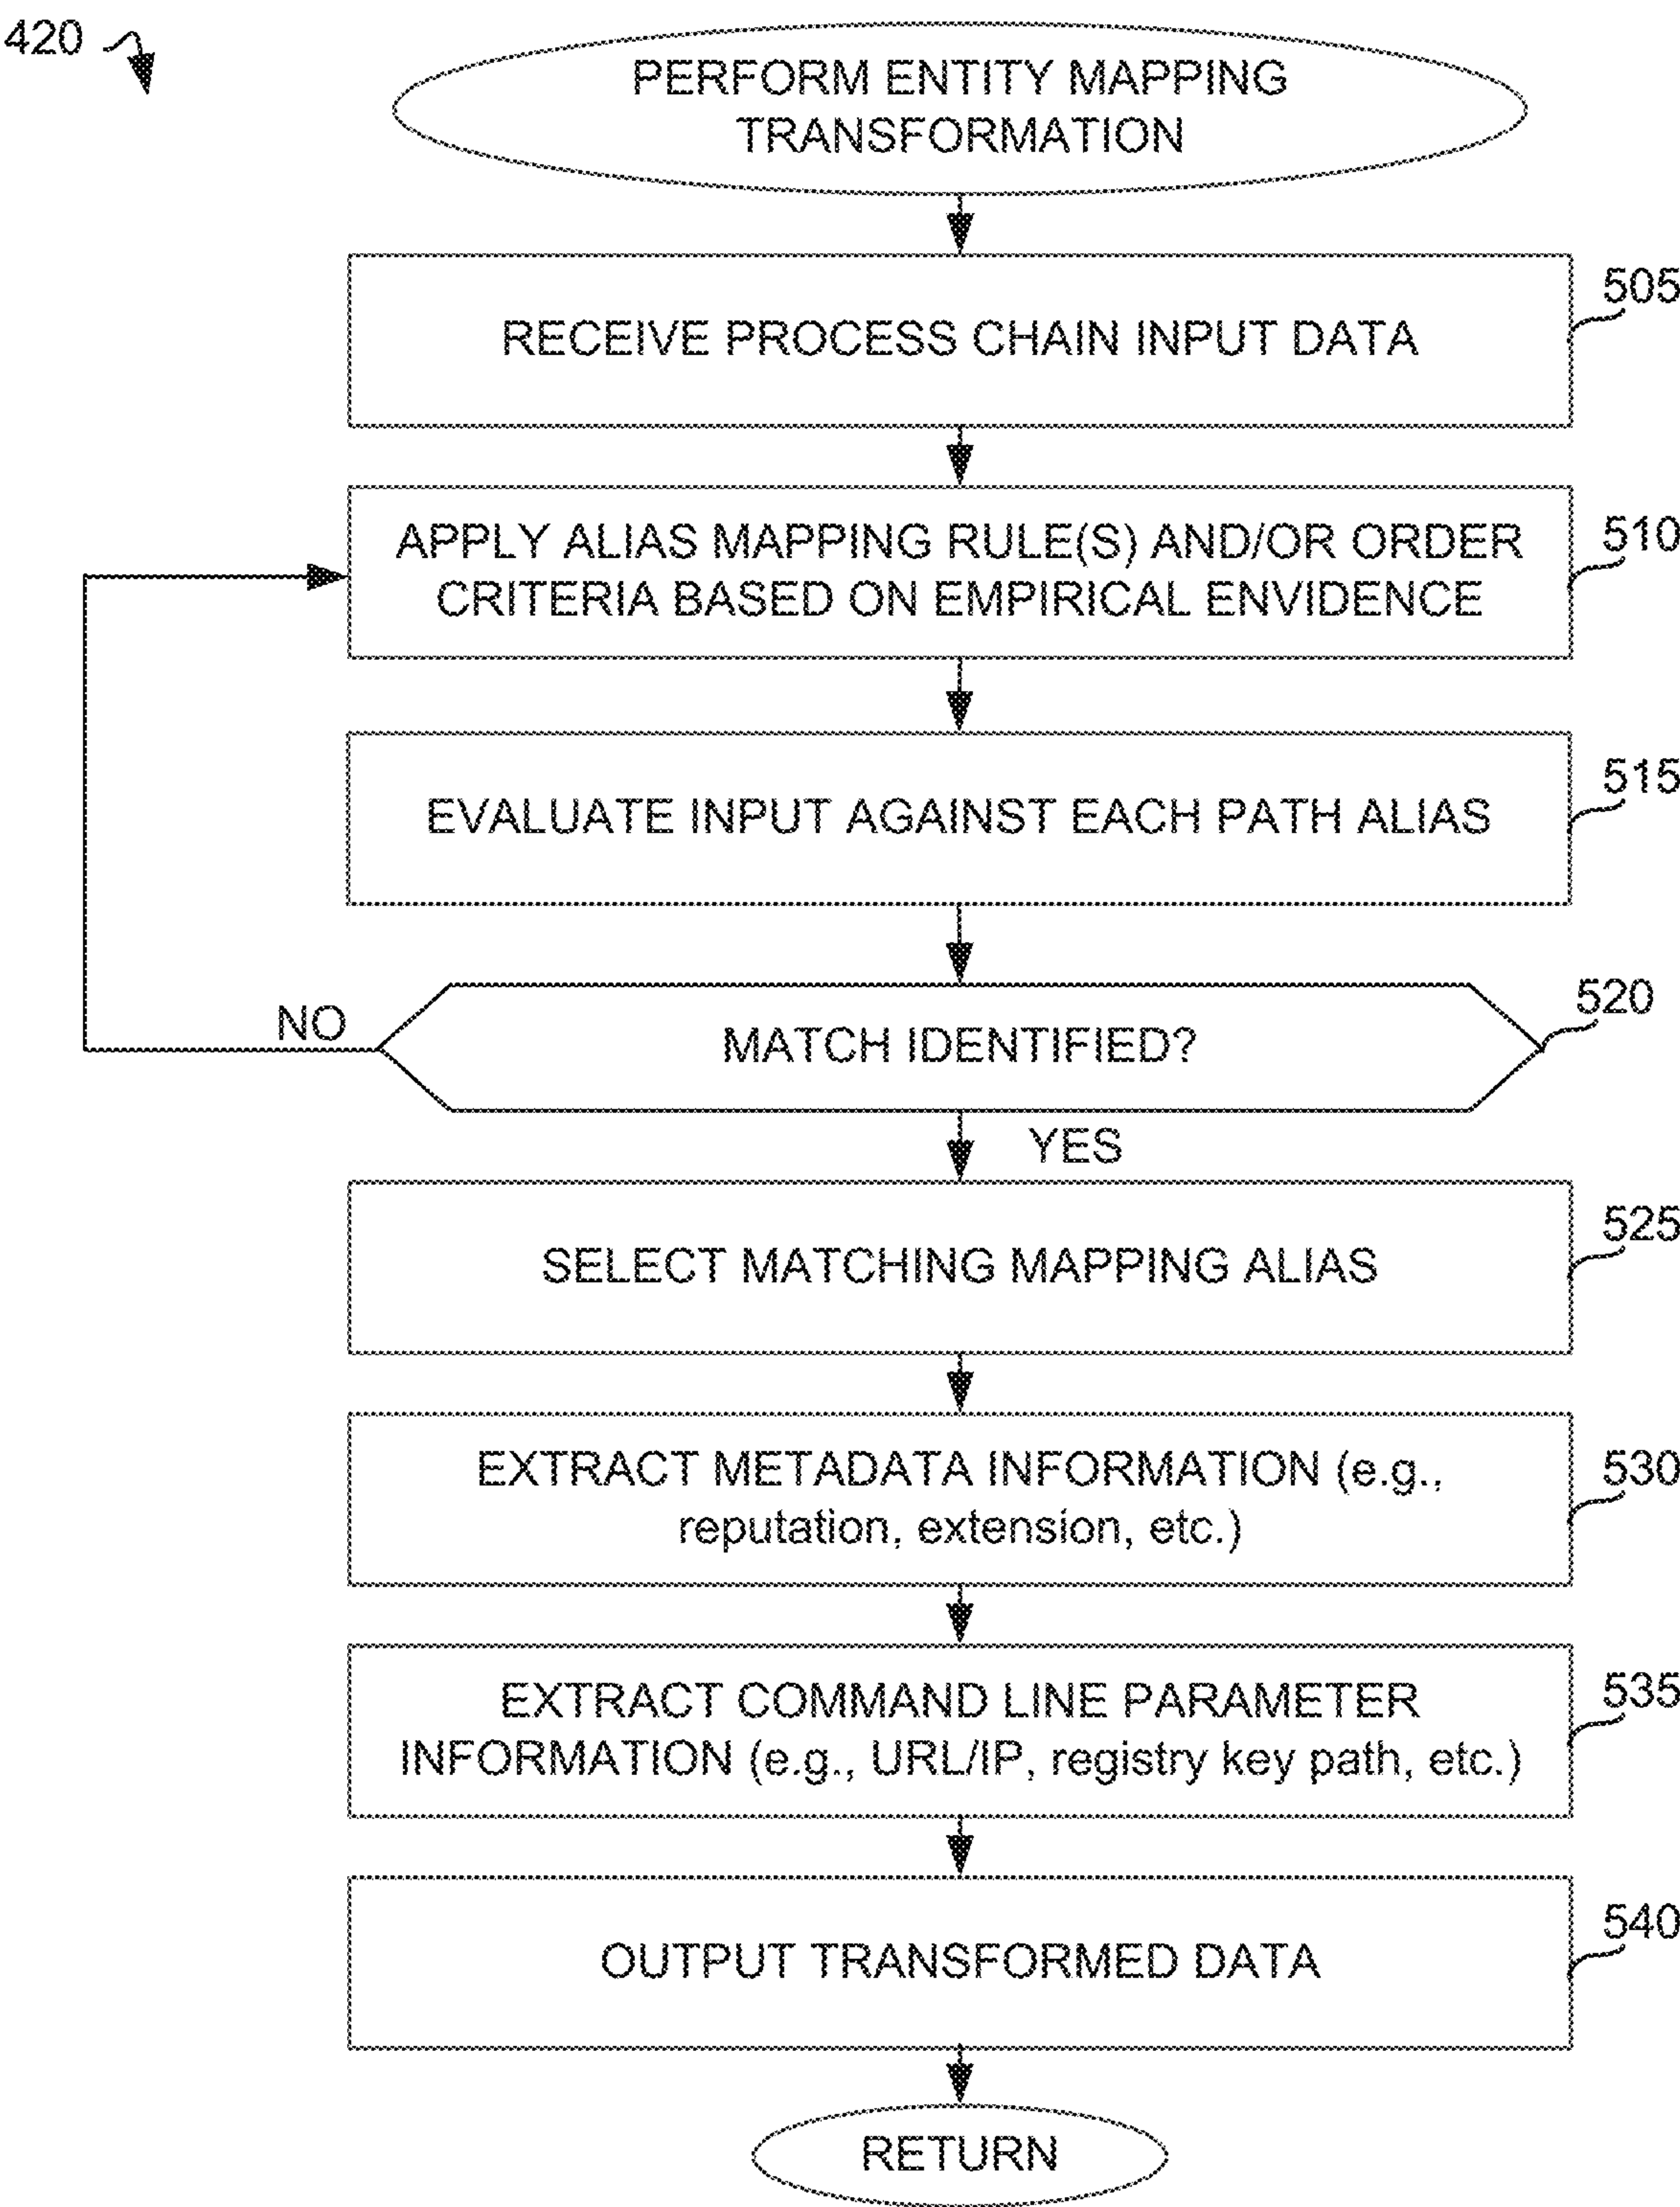 420
PERFORM ENTITY MAPPING
TRANSFORMATION
505
RECEIVE PROCESS CHAIN INPUT DATA
510
APPLY ALIAS MAPPING RULE(S) AND/OR ORDER
CRITERIA BASED ON EMPIRICAL ENVIDENCE
515
EVALUATE INPUT AGAINST EACH PATH ALIAS
520
NO
MATCH IDENTIFIED?
YES
525
SELECT MATCHING MAPPING ALIAS
530
EXTRACT METADATA INFORMATION (e.g.,
reputation, extension, etc.)
535
EXTRACT COMMAND LINE PARAMETER
INFORMATION (e.g., URL/IP, registry key path, etc.)
540
OUTPUT TRANSFORMED DATA
RETURN